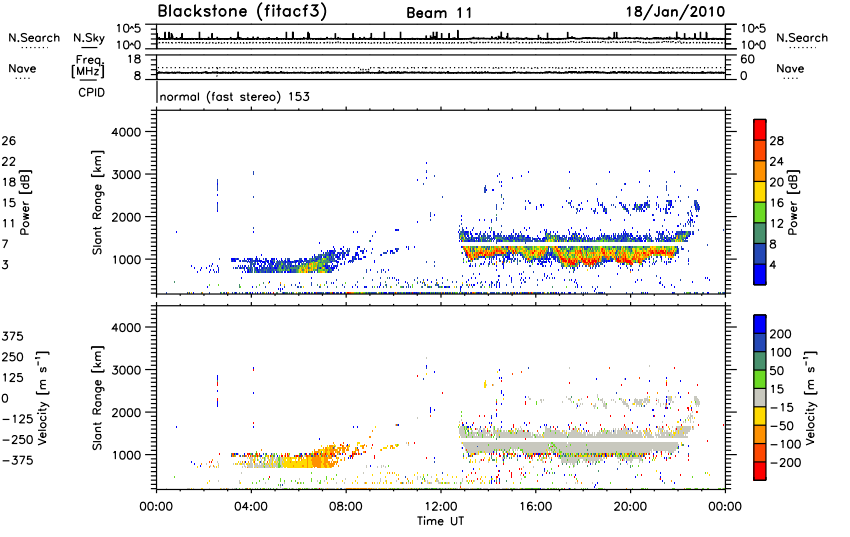 Blackstone (fitacf3) Beam 11 18/Jan/2010
N.Search N.Sky 10^5 10^5 N.Search
10^0 10^0
Nave Freq. [MHz] 18 60 Nave
8 0
CPID normal (fast stereo) 153
4000 4000
26 28
22 3000 24
18 20
15 Power [dB] Slant Range [km] 2000 16 Power [dB]
11 12
7 1000 8
3 4
375 4000 200
250 3000 100
125 50
0 Velocity [m s⁻¹] Slant Range [km] 2000 15 Velocity [m s⁻¹]
−125 −15
−250 1000 −50
−375 −100
−200
00:00 04:00 08:00 12:00 16:00 20:00 00:00
Time UT